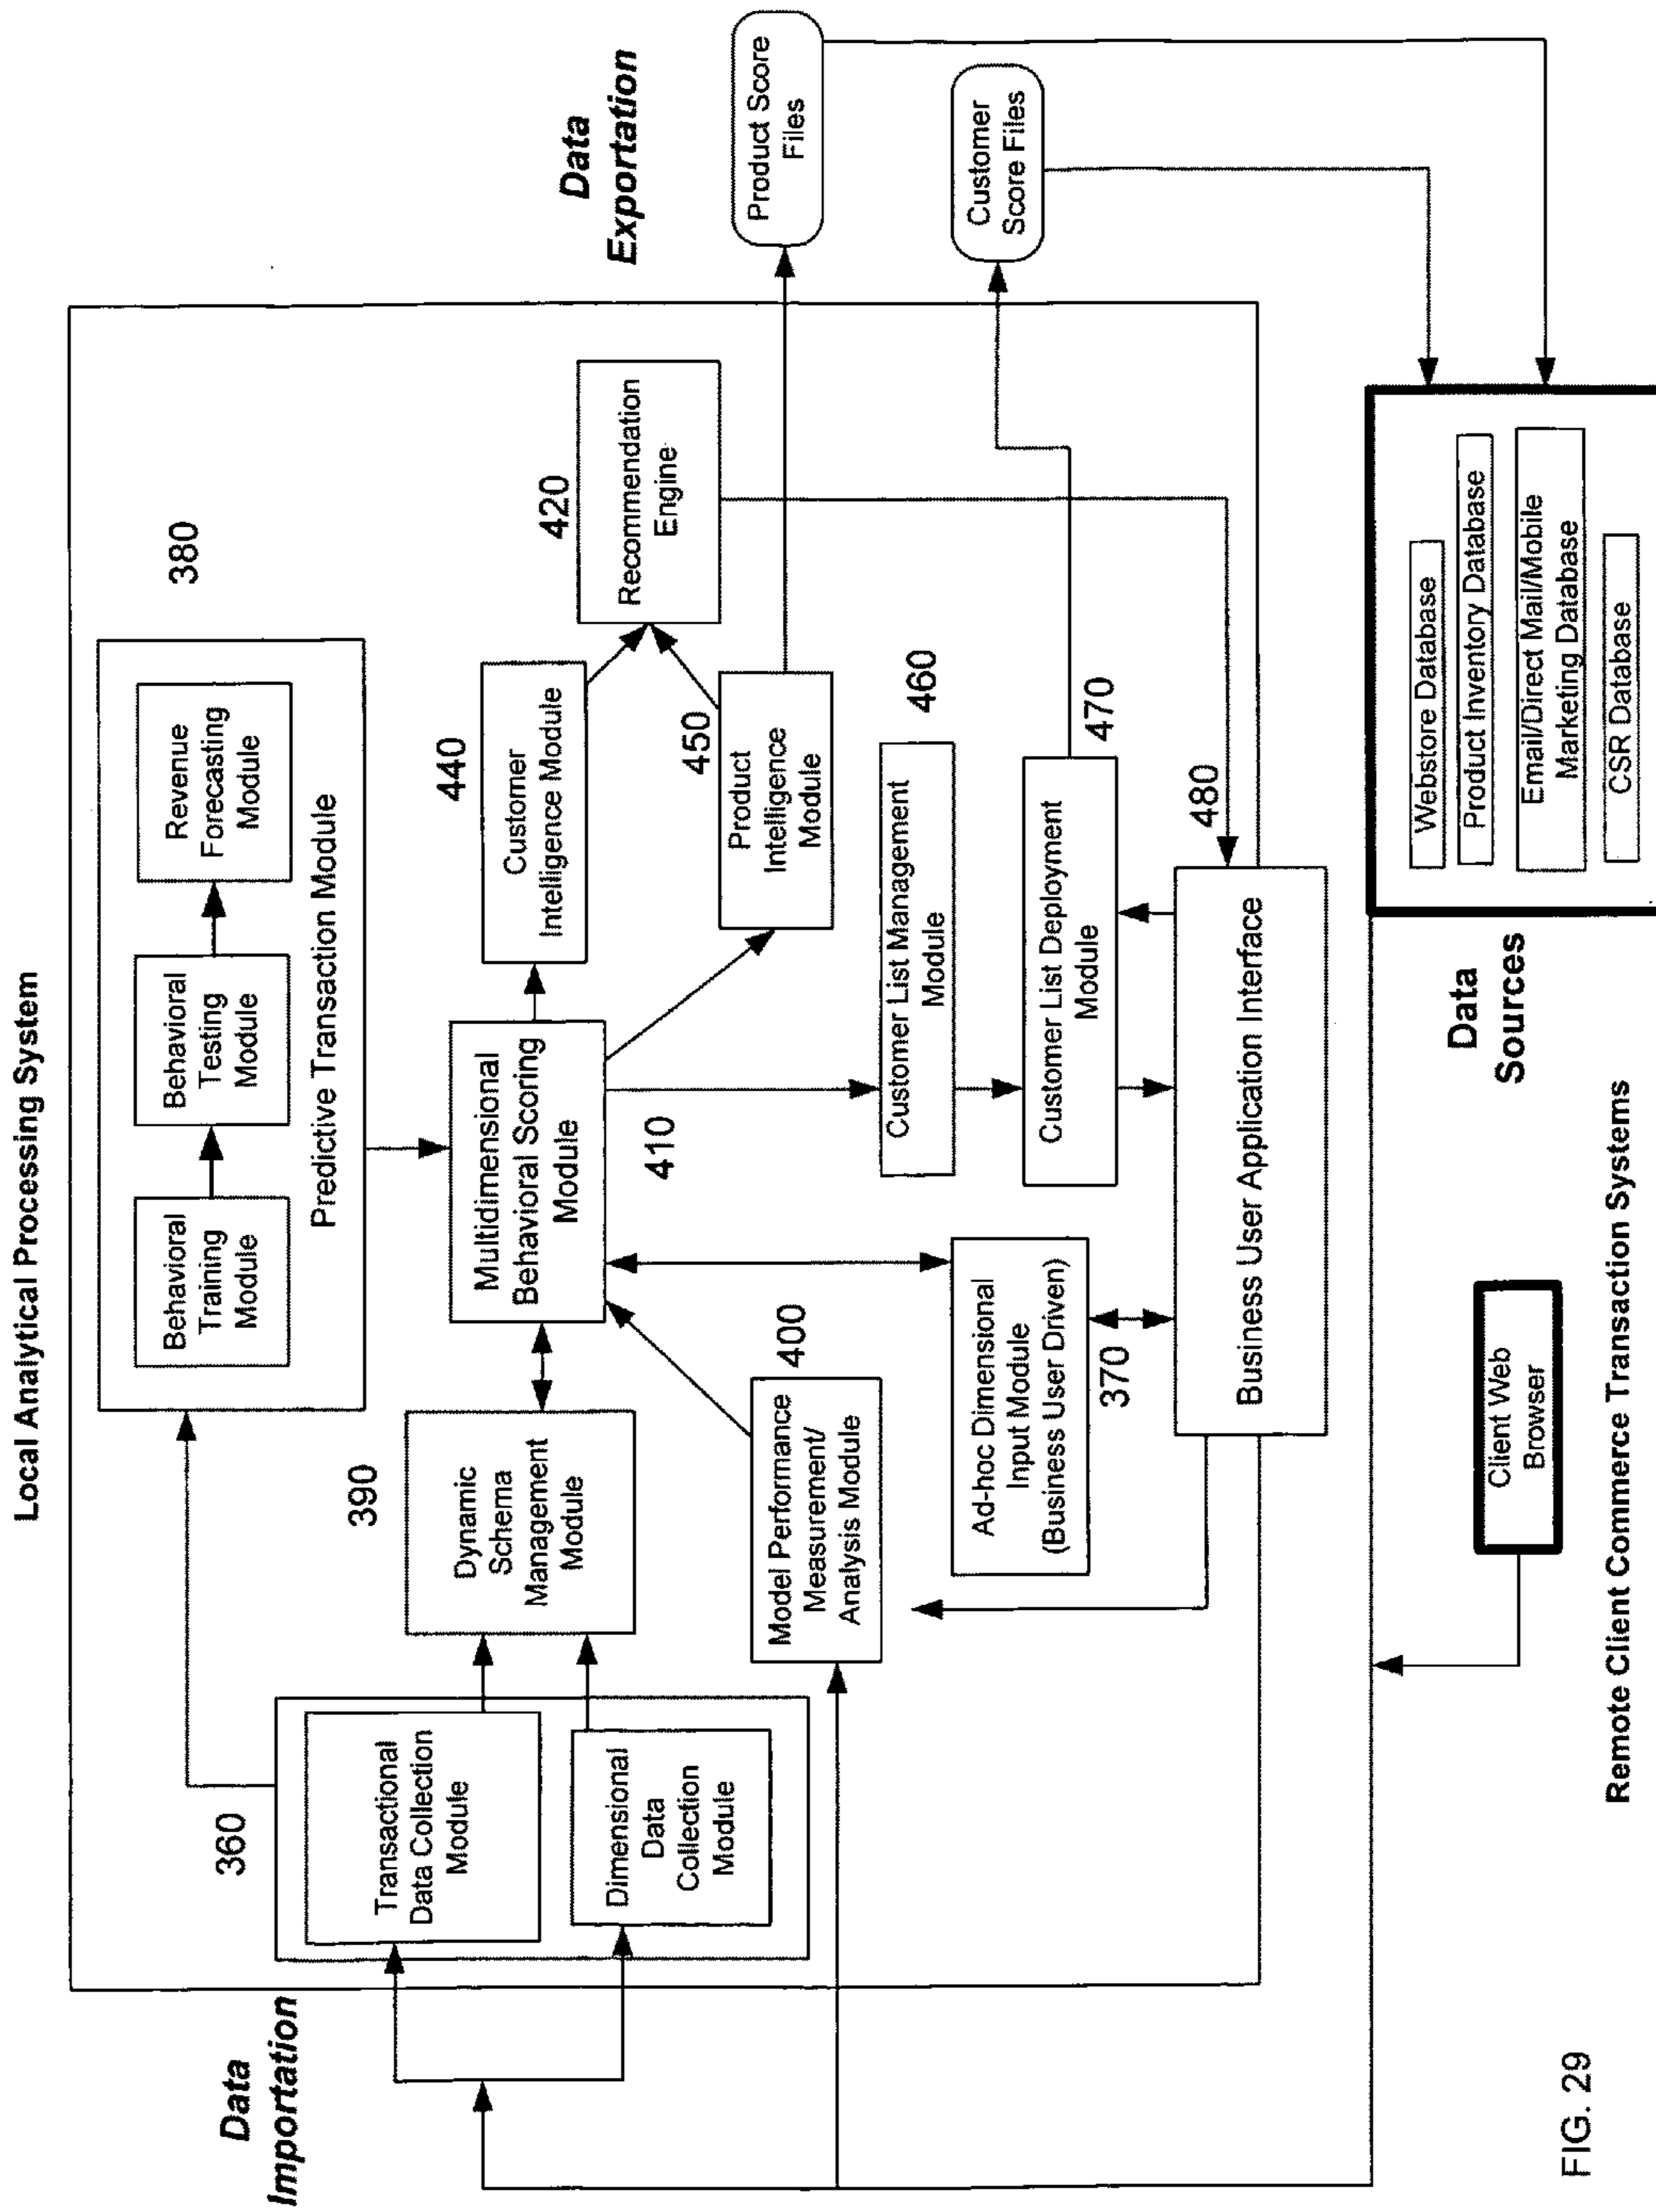 Local Analytical Processing System
380
Behavioral
Training
Module
Behavioral
Testing
Module
Revenue
Forecasting
Module
Predictive Transaction Module
Data
Importation
360
Transactional
Data Collection
Module
Dimensional
Data
Collection
Module
390
Dynamic
Schema
Management
Module
Multidimensional
Behavioral Scoring
Module
410
440
Customer
Intelligence Module
450
Product
Intelligence
Module
420
Recommendation
Engine
Data
Exportation
Product Score
Files
Customer
Score Files
400
Model Performance
Measurement/
Analysis Module
Ad-hoc Dimensional
Input Module
(Business User Driven)
370
460
Customer List Management
Module
470
Customer List Deployment
Module
480
Business User Application Interface
Client Web
Browser
Data
Sources
Webstore Database
Product Inventory Database
Email/Direct Mail/Mobile
Marketing Database
CSR Database
Remote Client Commerce Transaction Systems
FIG. 29